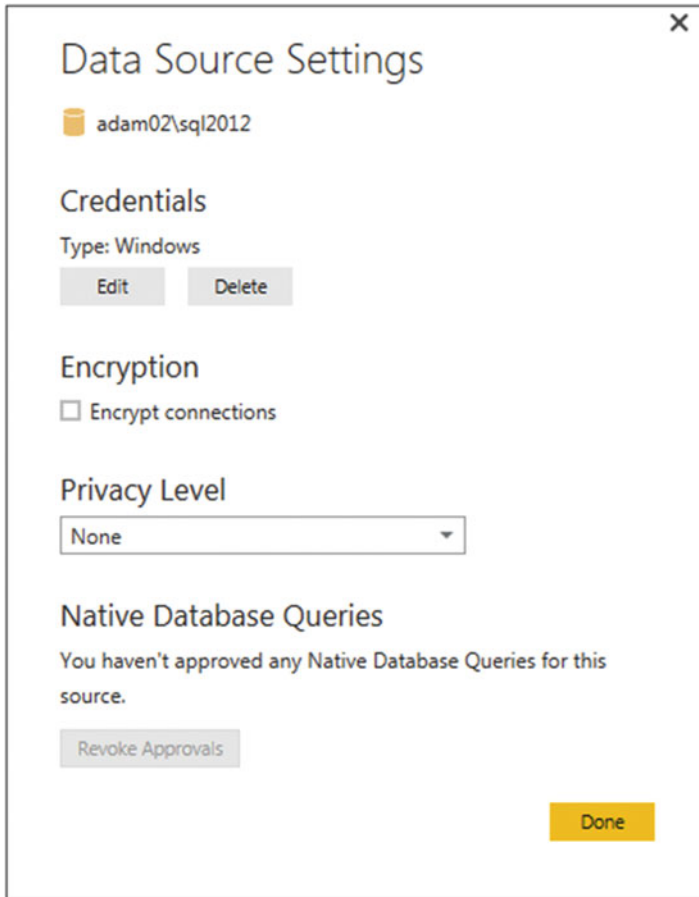 Data Source Settings
adam02\sql2012
Credentials
Type: Windows
Edit Delete
Encryption
Encrypt connections
Privacy Level
None
Native Database Queries
You haven't approved any Native Database Queries for this
source.
Revoke Approvals
Done